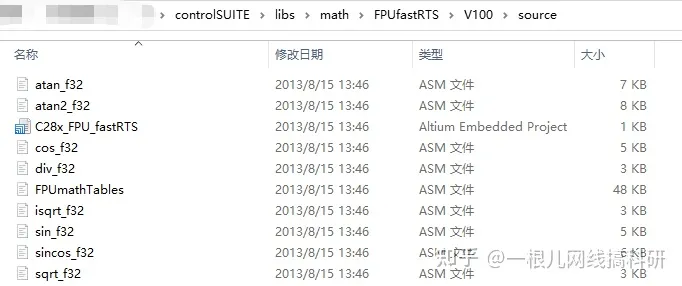 controlSUITE › libs › math › FPUfastRTS › V100 › source
名称 修改日期 类型 大小
atan_f32 2013/8/15 13:46 ASM 文件 7 KB
atan2_f32 2013/8/15 13:46 ASM 文件 8 KB
C28x_FPU_fastRTS 2013/8/15 13:46 Altium Embedded Project 1 KB
cos_f32 2013/8/15 13:46 ASM 文件 5 KB
div_f32 2013/8/15 13:46 ASM 文件 3 KB
FPUmathTables 2013/8/15 13:46 ASM 文件 48 KB
isqrt_f32 2013/8/15 13:46 ASM 文件 3 KB
sin_f32 2013/8/15 13:46 ASM 文件 5 KB
sincos_f32 2013/8/15 13:46 ASM 文件 6 KB
sqrt_f32 2013/8/15 13:46 ASM 文件 3 KB
知乎 @一根儿网线搞科研